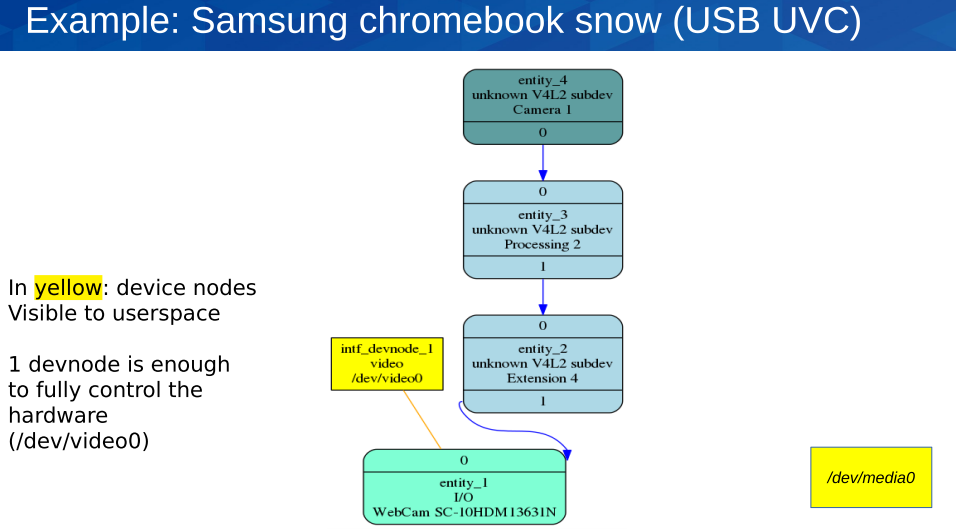 Example: Samsung chromebook snow (USB UVC)
entity_4
unknown V4L2 subdev
Camera 1
0
0
entity_3
unknown V4L2 subdev
Processing 2
1
In yellow: device nodes
Visible to userspace
1 devnode is enough
to fully control the
hardware
(/dev/video0)
intf_devnode_1
video
/dev/video0
0
entity_2
unknown V4L2 subdev
Extension 4
1
0
entity_1
I/O
WebCam SC-10HDM13631N
/dev/media0